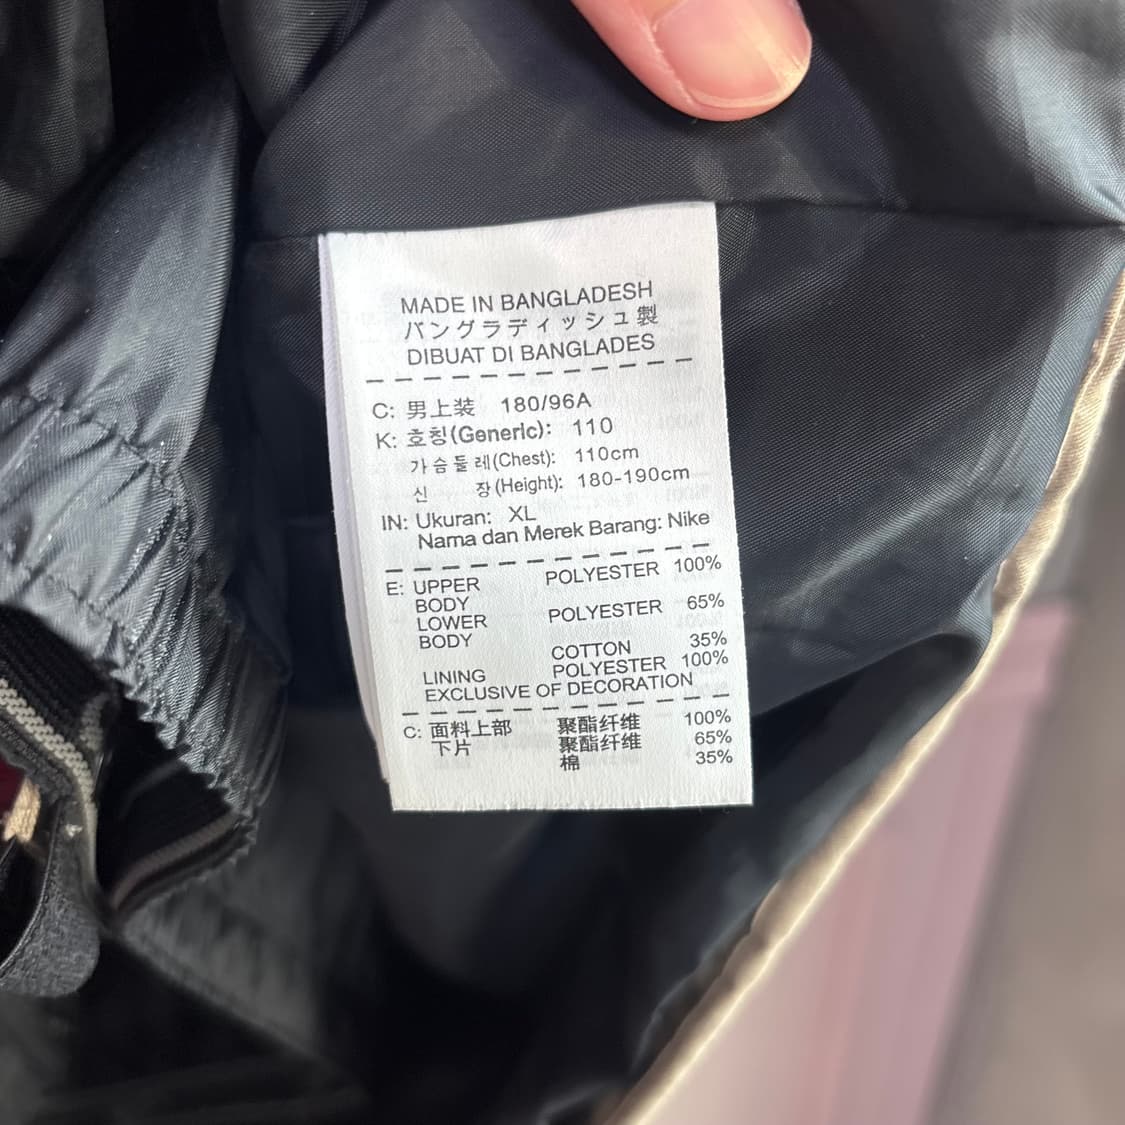 MADE IN BANGLADESH
バングラディッシュ製
DIBUAT DI BANGLADES
C: 男上装 180/96A
K: 호칭(Generic): 110
가슴둘레(Chest): 110cm
신 장(Height): 180-190cm
IN: Ukuran: XL
Nama dan Merek Barang: Nike
E: UPPER BODY POLYESTER 100%
LOWER BODY POLYESTER 65%
COTTON 35%
LINING POLYESTER 100%
EXCLUSIVE OF DECORATION
C: 面料上部 聚酯纤维 100%
下片 聚酯纤维 65%
棉 35%